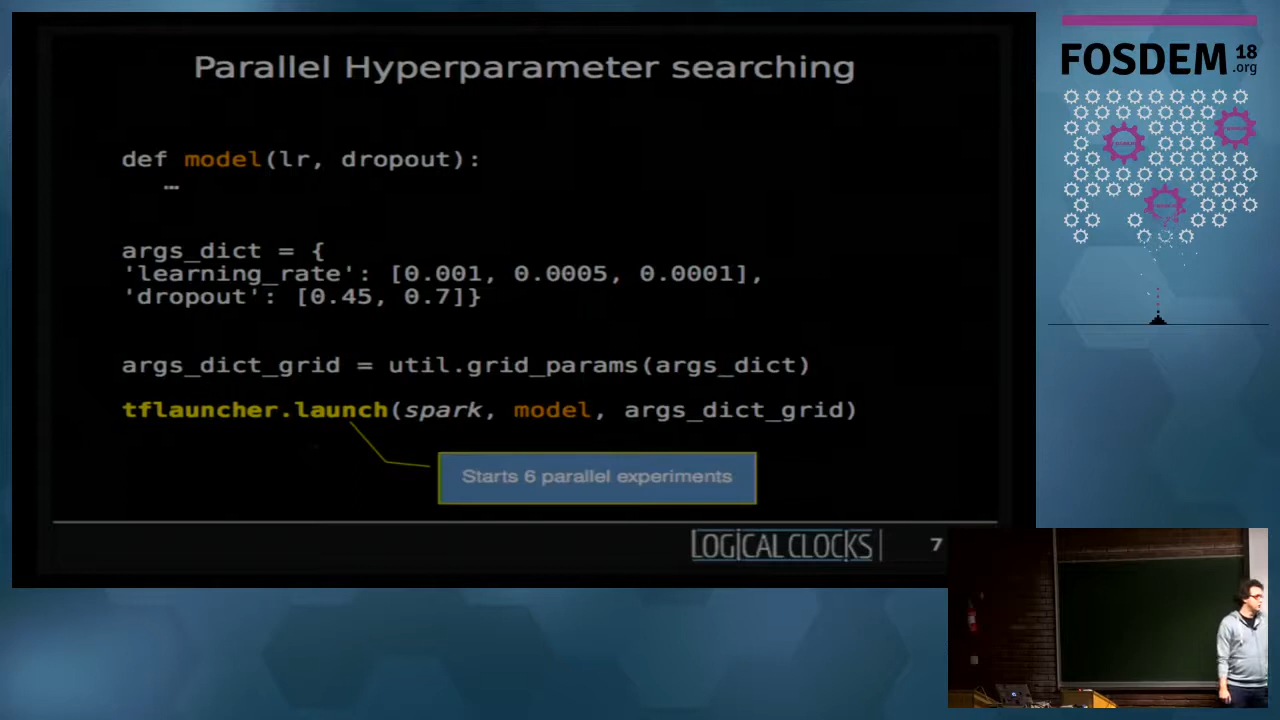 Parallel Hyperparameter searching
def model(lr, dropout):
…
args_dict = {
'learning_rate': [0.001, 0.0005, 0.0001],
'dropout': [0.45, 0.7]}
args_dict_grid = util.grid_params(args_dict)
tflauncher.launch(spark, model, args_dict_grid)
Starts 6 parallel experiments
LOGICAL CLOCKS
7
FOSDEM 18
.org